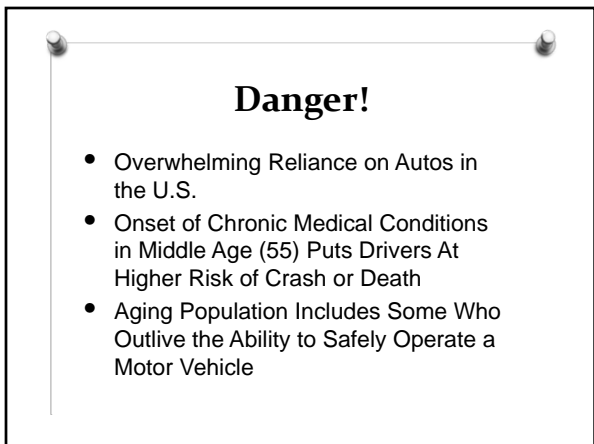 Danger!
• Overwhelming Reliance on Autos in
the U.S.
• Onset of Chronic Medical Conditions
in Middle Age (55) Puts Drivers At
Higher Risk of Crash or Death
• Aging Population Includes Some Who
Outlive the Ability to Safely Operate a
Motor Vehicle